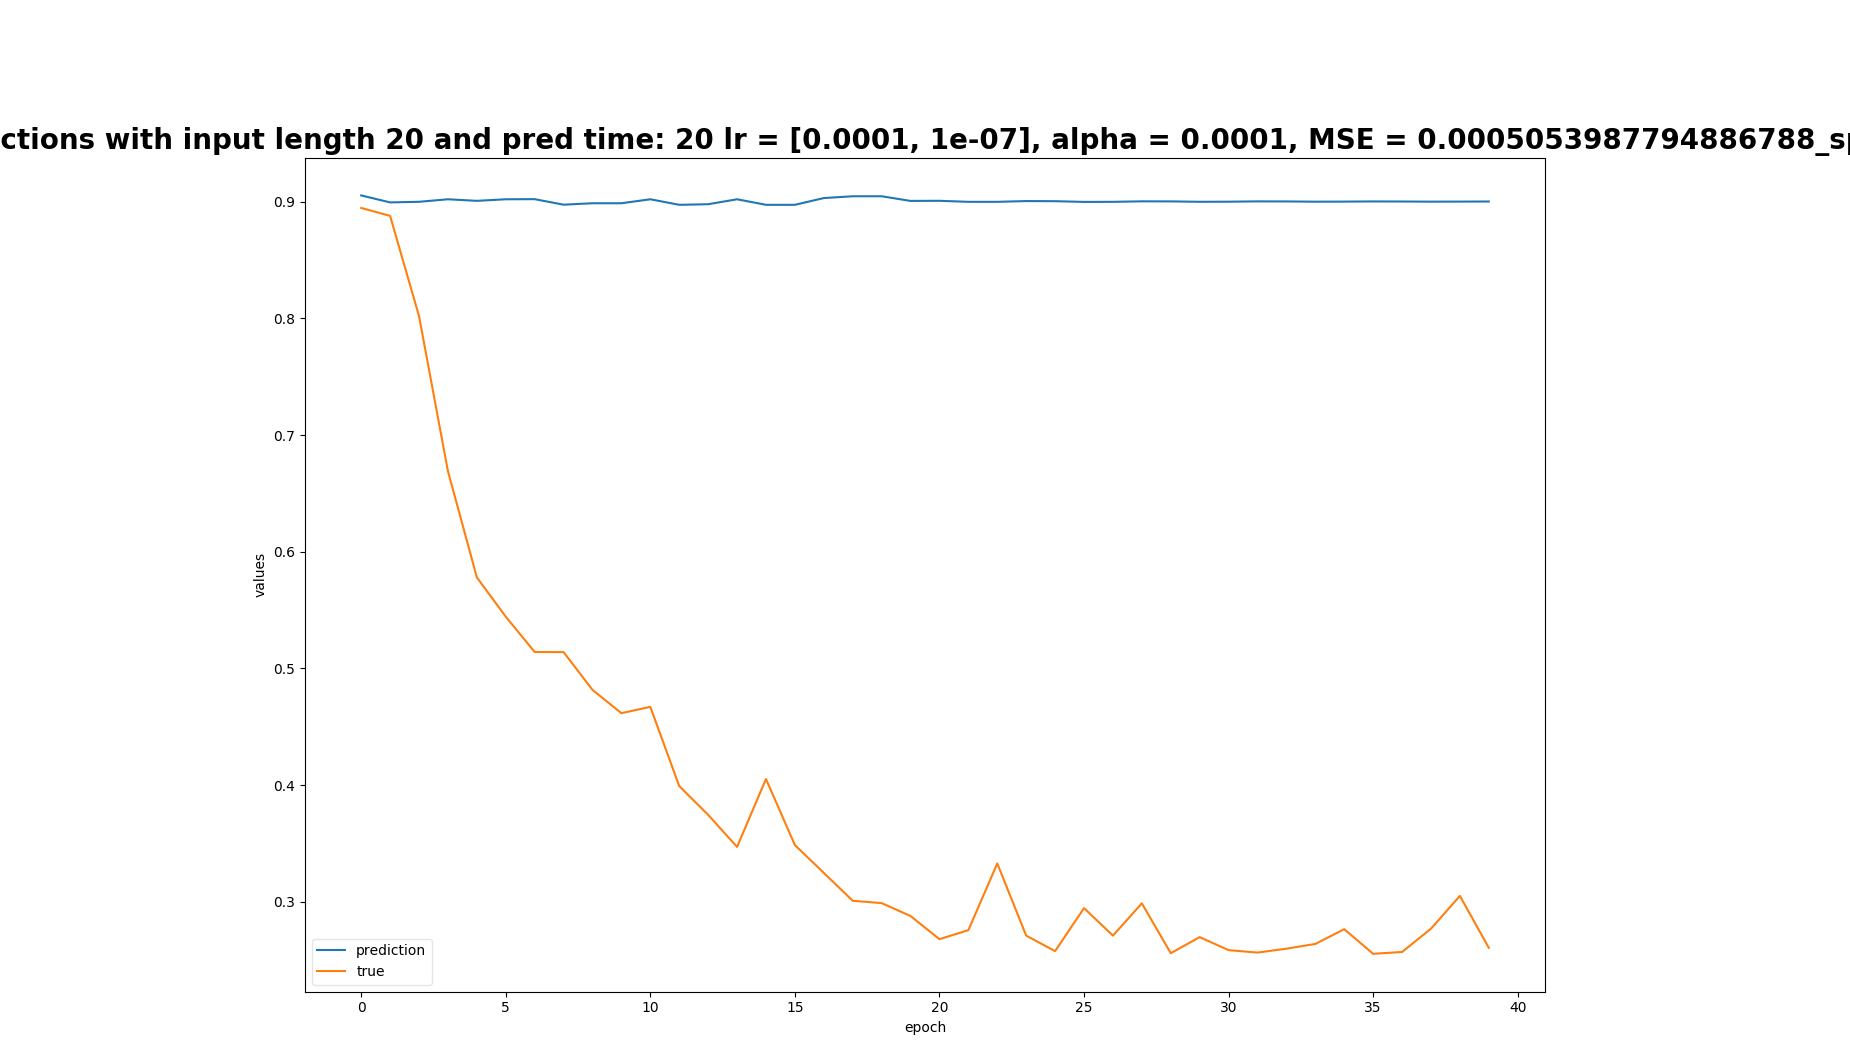 ctions with input length 20 and pred time: 20 lr = [0.0001, 1e-07], alpha = 0.0001, MSE = 0.0005053987794886788_sp
0.9
0.8
0.7
0.6
0.5
0.4
0.3
values
prediction
true
0 5 10 15 20 25 30 35 40
epoch